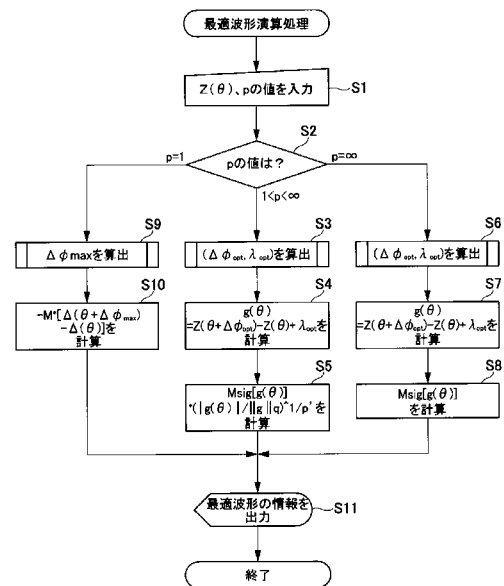 最適波形演算処理
Z(θ)、pの値を入力
S1
S2
pの値は？
p=1
1<p<∞
p=∞
S9
Δφmaxを算出
S3
(Δφopt, λopt)を算出
S6
(Δφopt, λopt)を算出
S10
-M*[Δ(θ+Δφmax)
-Δ(θ)]を
計算
S4
g(θ)
=Z(θ+Δφopt)-Z(θ)+λoptを
計算
S7
g(θ)
=Z(θ+Δφopt)-Z(θ)+λoptを
計算
S5
Msig[g(θ)]
*(|g(θ)|/‖g‖q)^1/p'を
計算
S8
Msig[g(θ)]
を計算
最適波形の情報を
出力
S11
終了